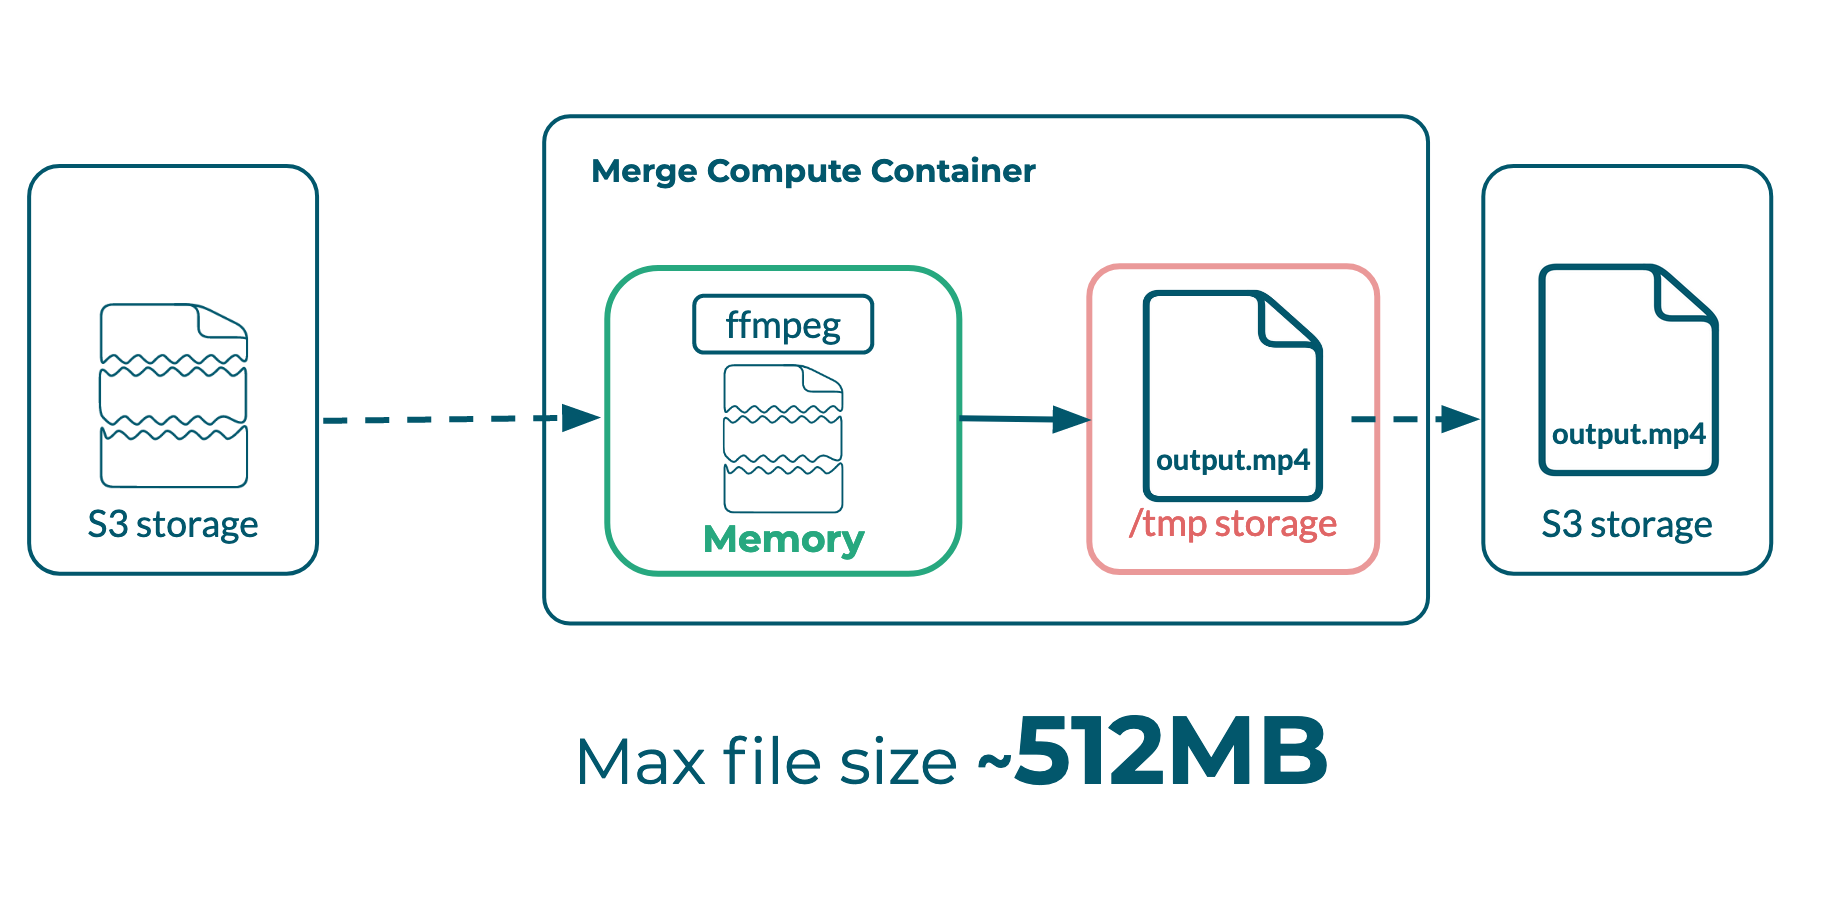 Merge Compute Container
S3 storage
ffmpeg
Memory
output.mp4
/tmp storage
output.mp4
S3 storage
Max file size ~512MB